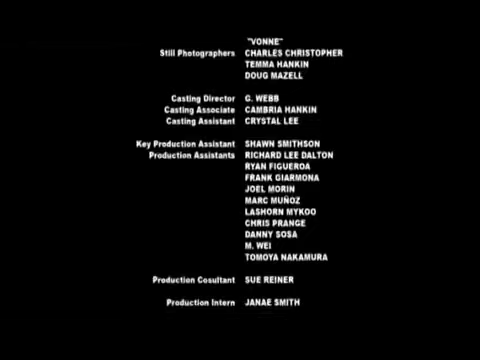 "VONNE"
Still Photographers CHARLES CHRISTOPHER
TEMMA HANKIN
DOUG MAZELL
Casting Director G. WEBB
Casting Associate CAMBRIA HANKIN
Casting Assistant CRYSTAL LEE
Key Production Assistant SHAWN SMITHSON
Production Assistants RICHARD LEE DALTON
RYAN FIGUEROA
FRANK GIARMONA
JOEL MORIN
MARC MUÑOZ
LASHORN MYKOO
CHRIS PRANGE
DANNY SOSA
M. WEI
TOMOYA NAKAMURA
Production Cosultant SUE REINER
Production Intern JANAE SMITH